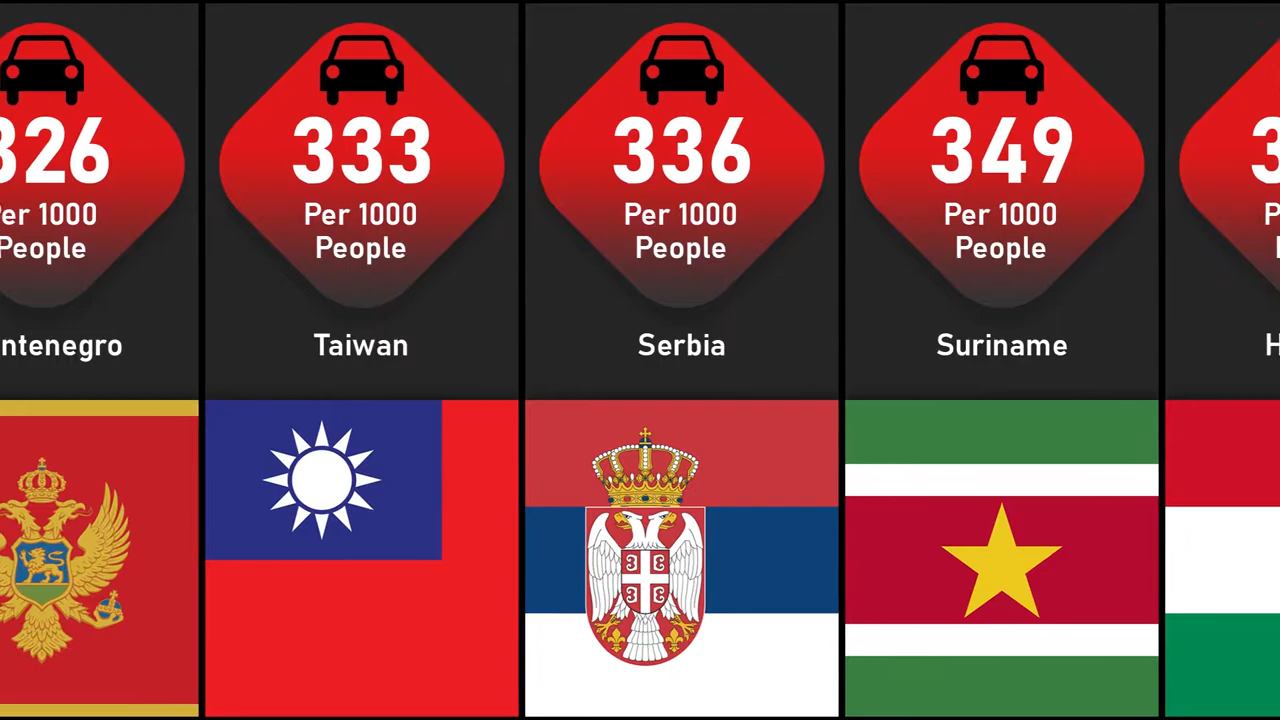 326
Per 1000
People
ntenegro
333
Per 1000
People
Taiwan
336
Per 1000
People
Serbia
349
Per 1000
People
Suriname
3
P
H